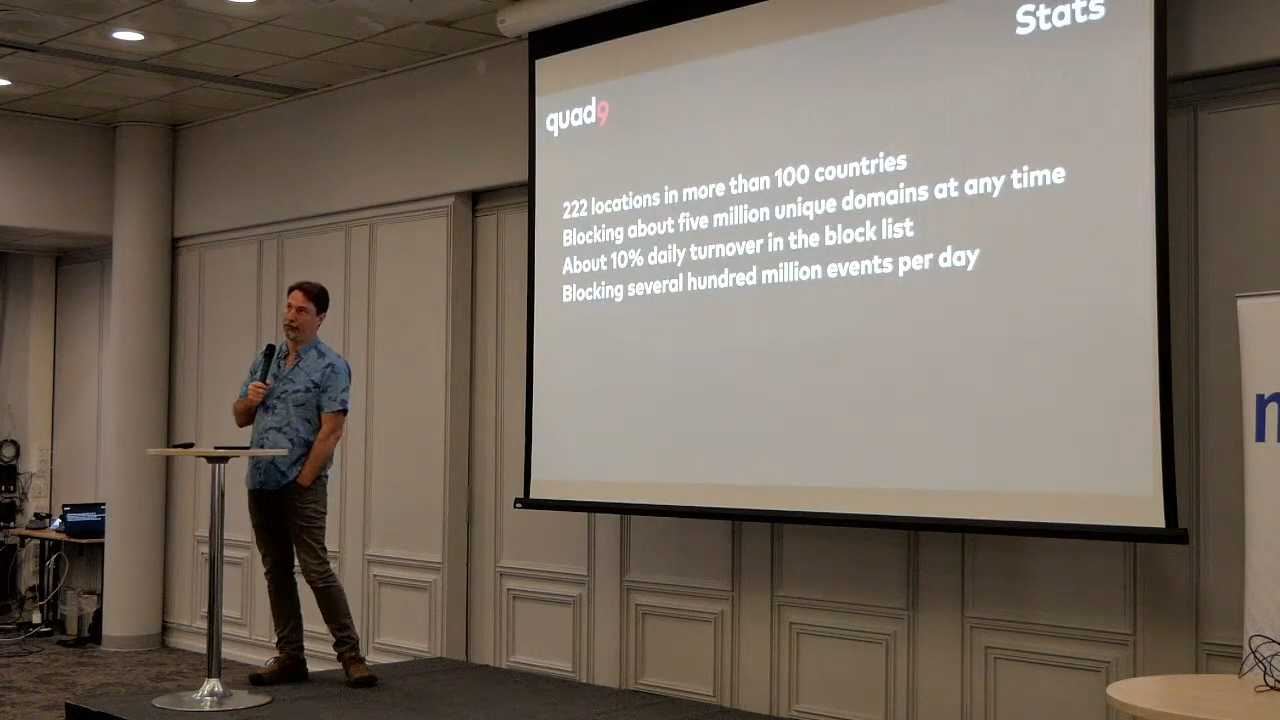 Stats
quad9
222 locations in more than 100 countries
Blocking about five million unique domains at any time
About 10% daily turnover in the block list
Blocking several hundred million events per day